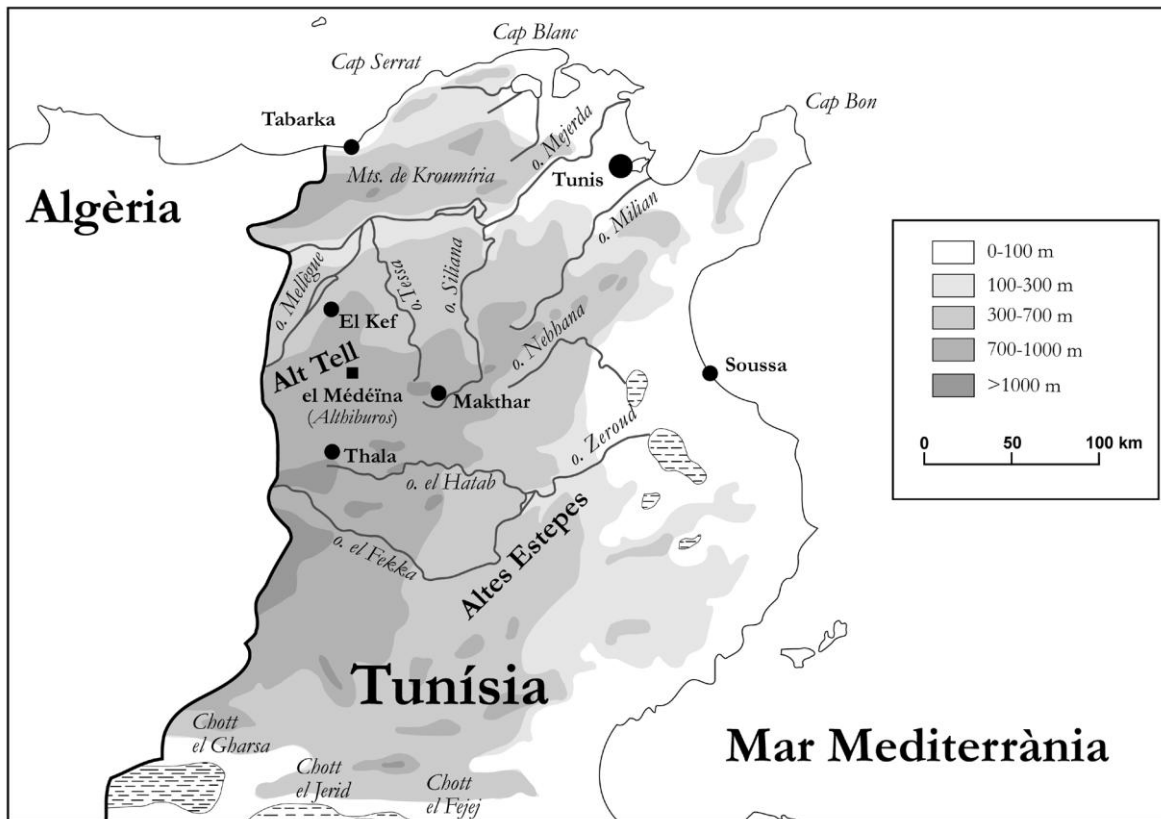 Cap Blanc
Cap Serrat
Cap Bon
Tabarka
o. Mejerda
Mts. de Kroumíria
Tunis
Algèria
o. Milian
o. Mellègue
o.Tessa
o. Siliana
El Kef
o. Nebhana
Alt Tell
el Médéïna
(Althiburos)
Makthar
Soussa
Thala
o. Zeroud
o. el Hatab
o. el Fekka
Altes Estepes
Tunísia
Chott
el Gharsa
Chott
el Jerid
Chott
el Fejej
Mar Mediterrània
0-100 m
100-300 m
300-700 m
700-1000 m
>1000 m
0 50 100 km